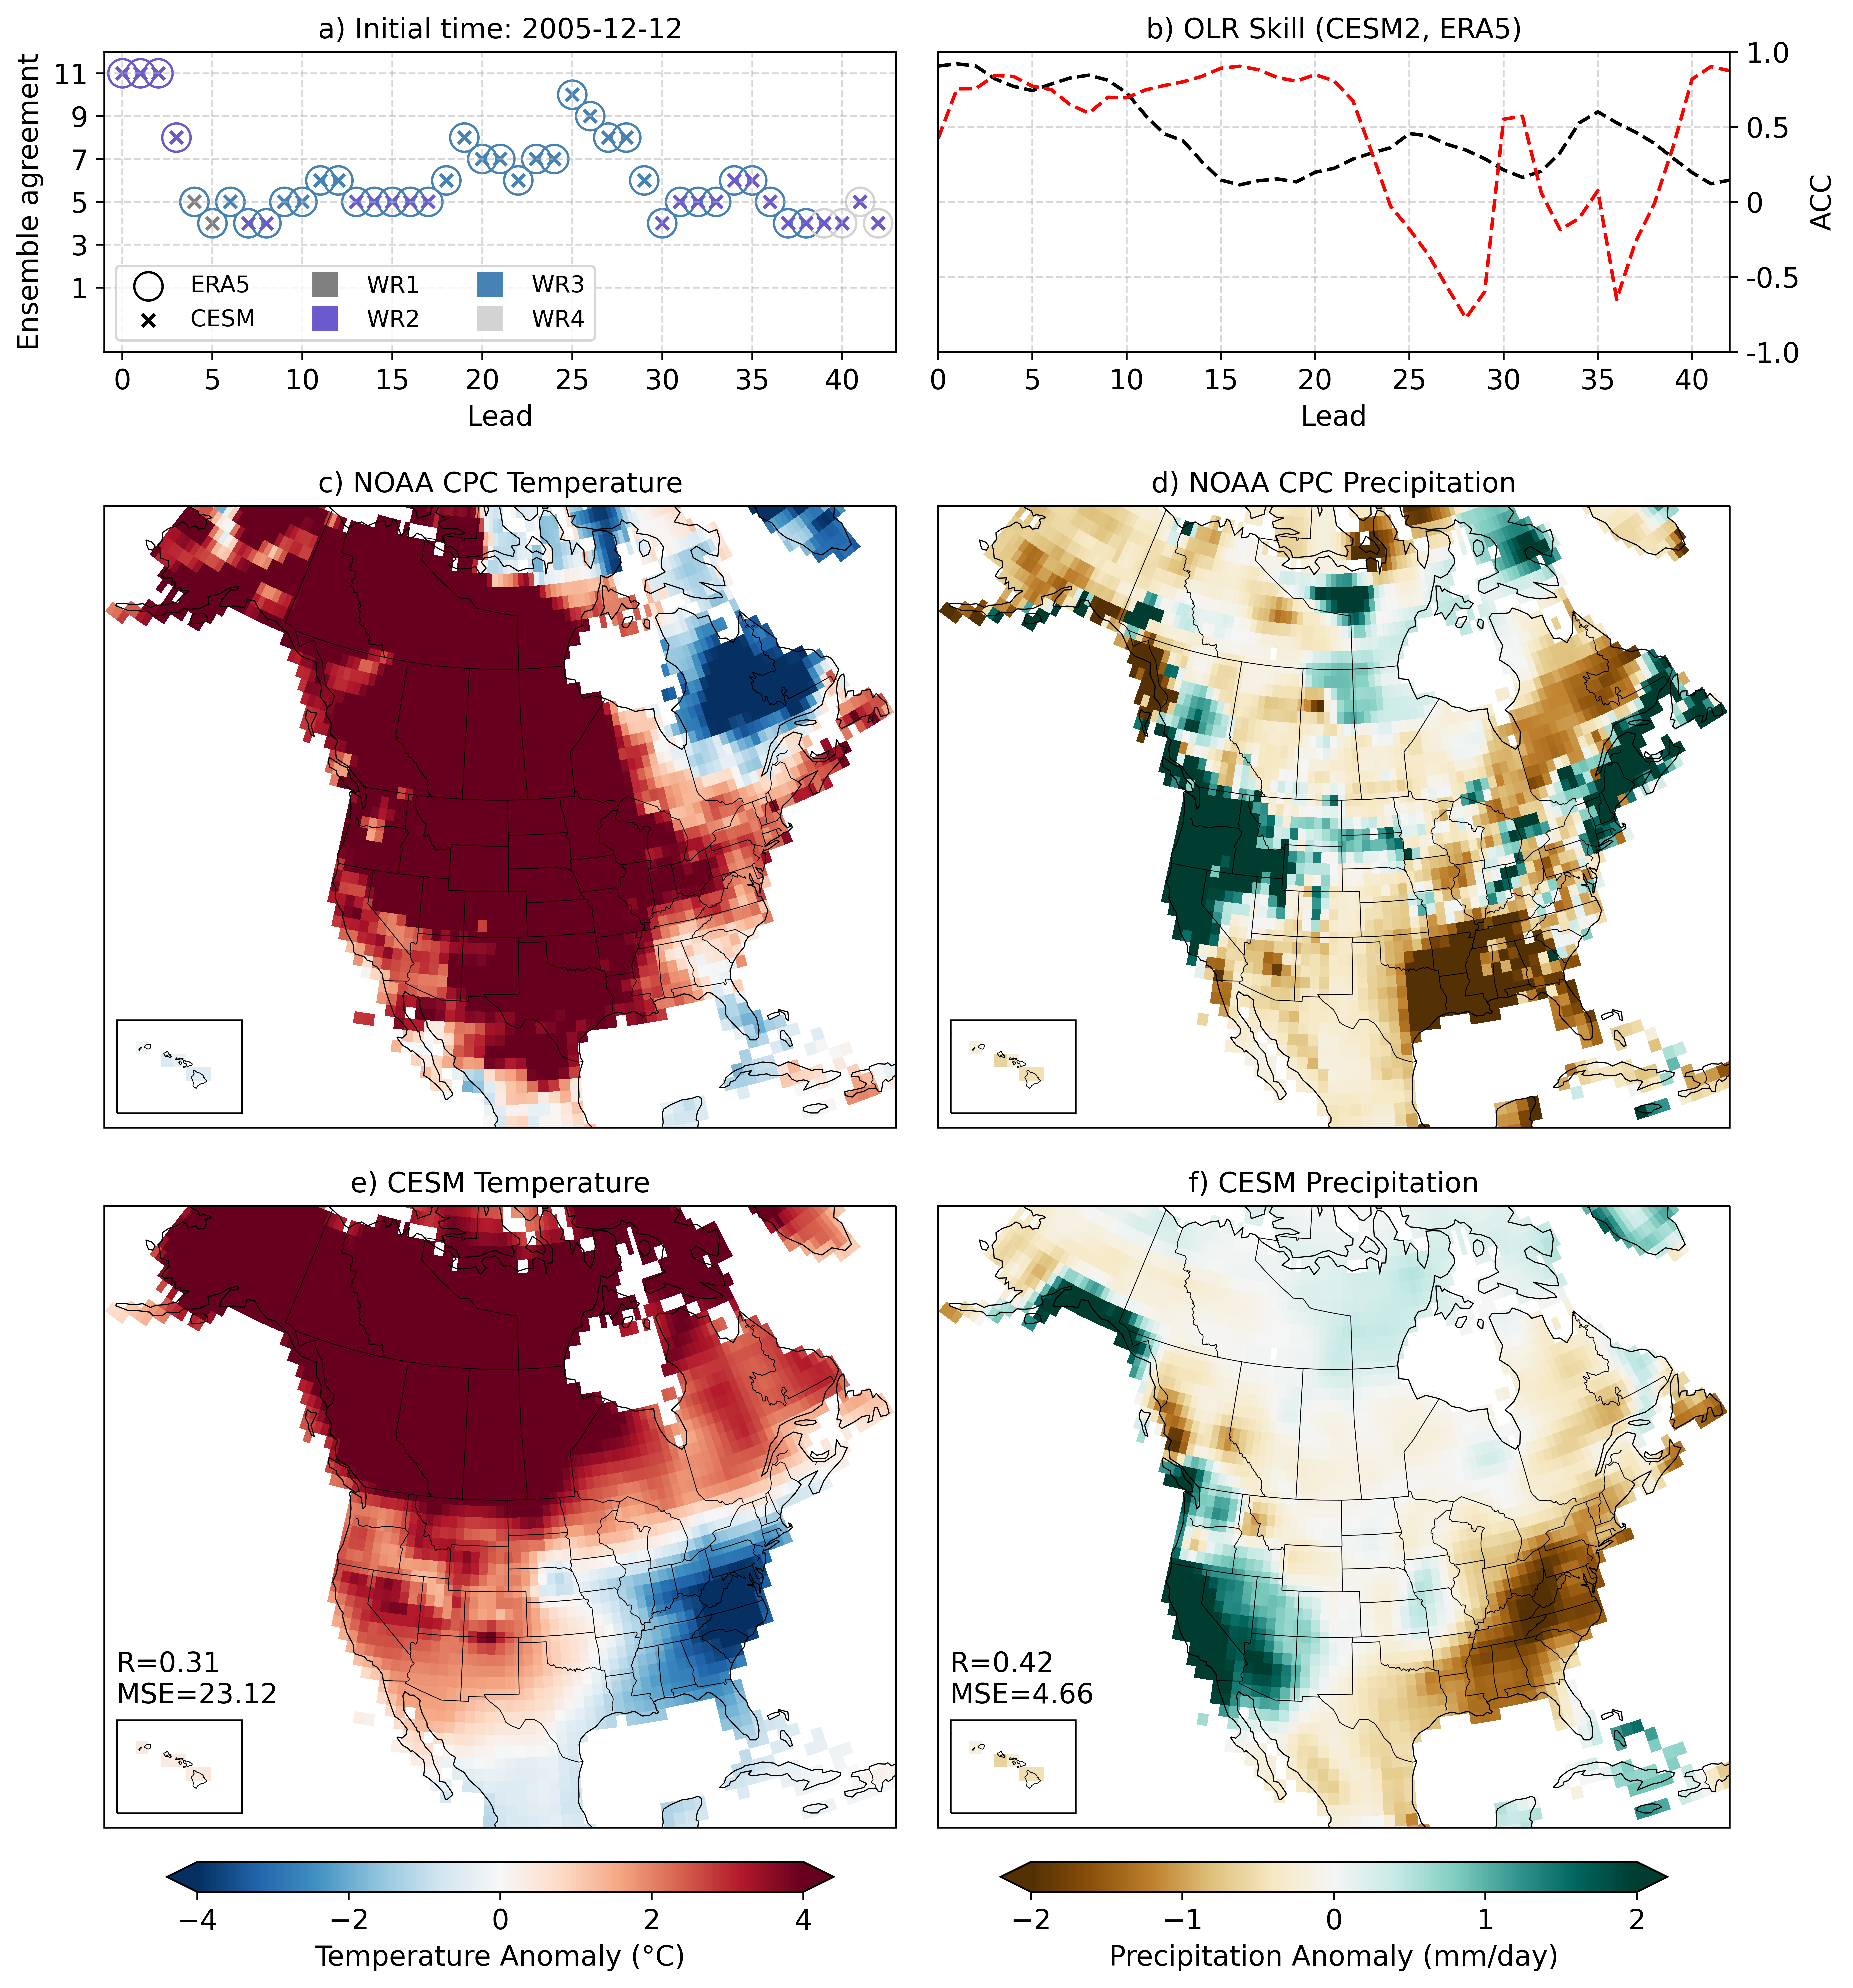 a) Initial time: 2005-12-12
Ensemble agreement
11
9
7
5
3
1
ERA5
CESM
WR1
WR2
WR3
WR4
0 5 10 15 20 25 30 35 40
Lead
b) OLR Skill (CESM2, ERA5)
1.0
0.5
0
-0.5
-1.0
ACC
0 5 10 15 20 25 30 35 40
Lead
c) NOAA CPC Temperature
d) NOAA CPC Precipitation
e) CESM Temperature
R=0.31
MSE=23.12
f) CESM Precipitation
R=0.42
MSE=4.66
−4 −2 0 2 4
Temperature Anomaly (°C)
−2 −1 0 1 2
Precipitation Anomaly (mm/day)